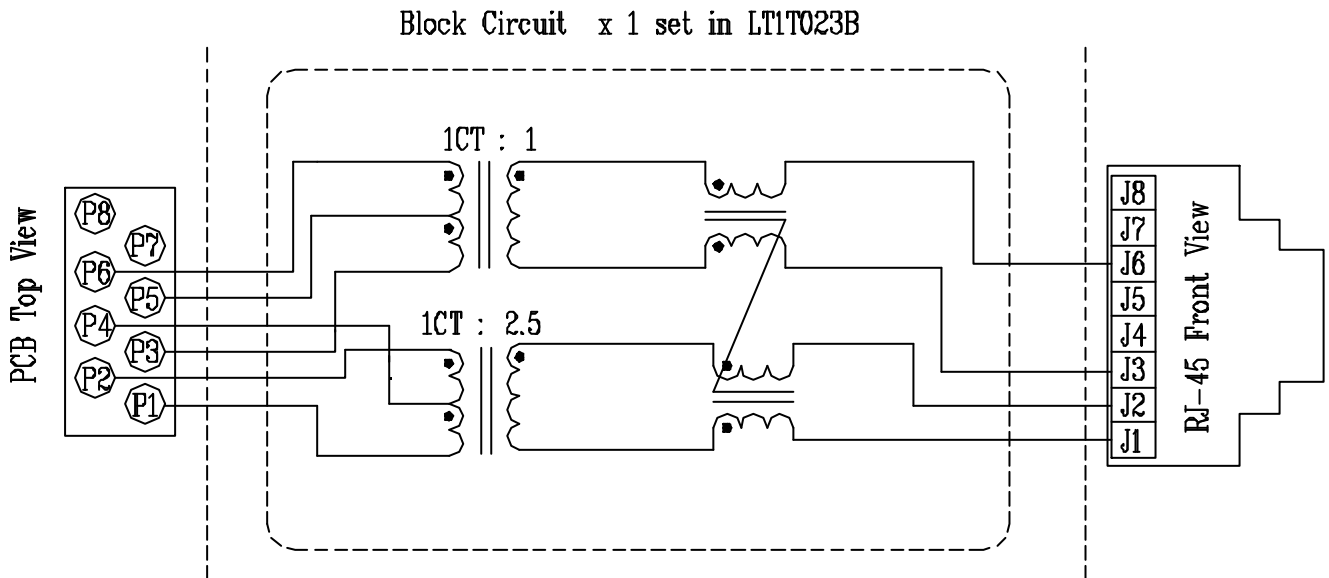 Block Circuit x 1 set in LT1T023B
1CT : 1
1CT : 2.5
PCB Top View
P8
P7
P6
P5
P4
P3
P2
P1
J8
J7
J6
J5
J4
J3
J2
J1
RJ-45 Front View